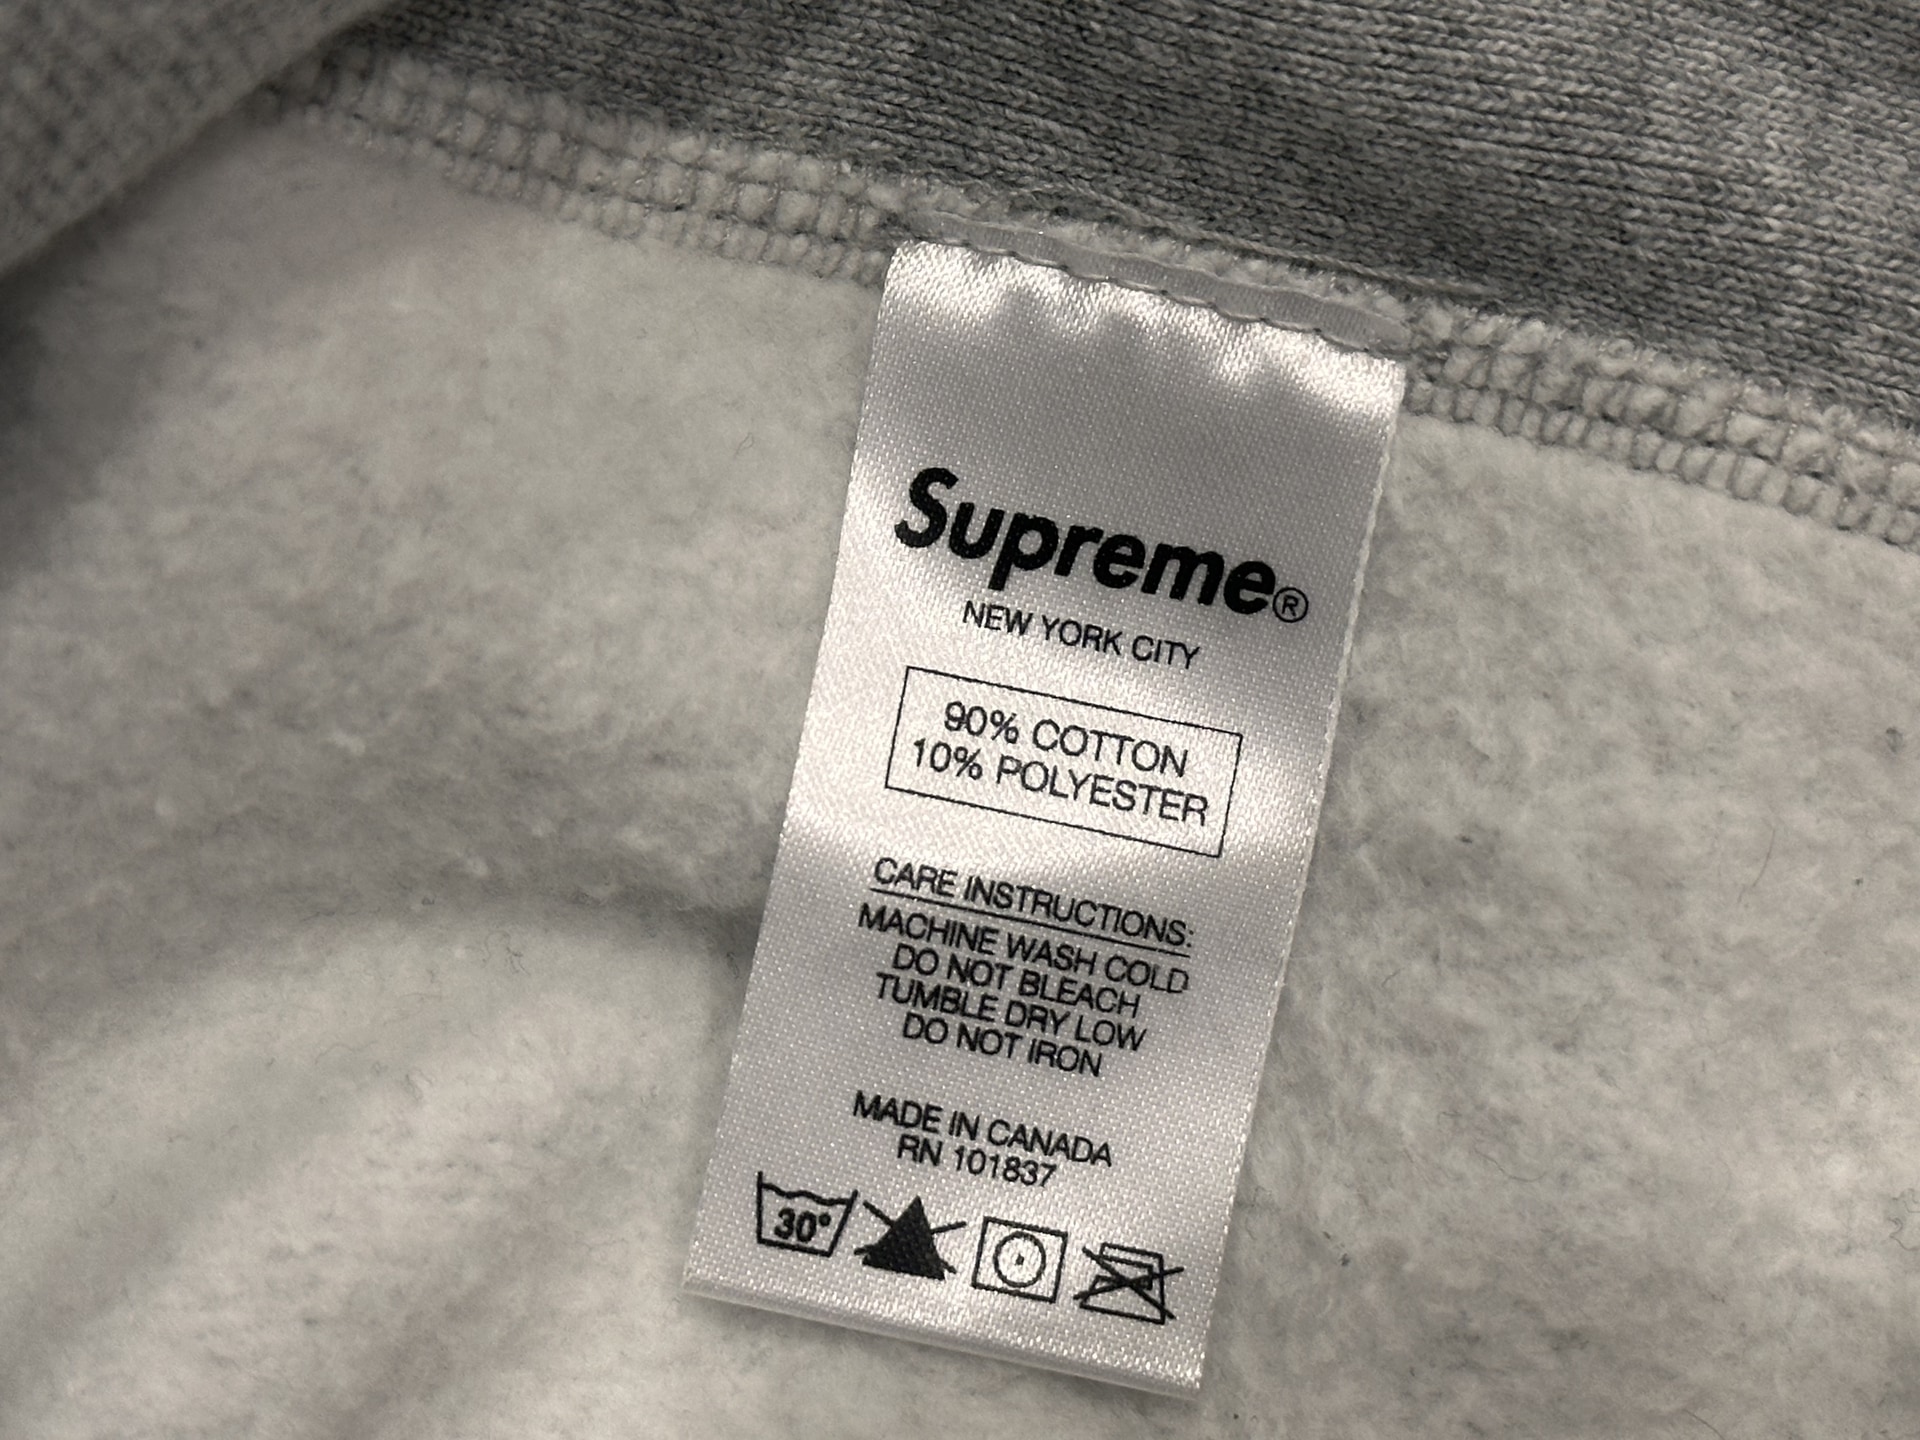 Supreme®
NEW YORK CITY
90% COTTON
10% POLYESTER
CARE INSTRUCTIONS:
MACHINE WASH COLD
DO NOT BLEACH
TUMBLE DRY LOW
DO NOT IRON
MADE IN CANADA
RN 101837
30°